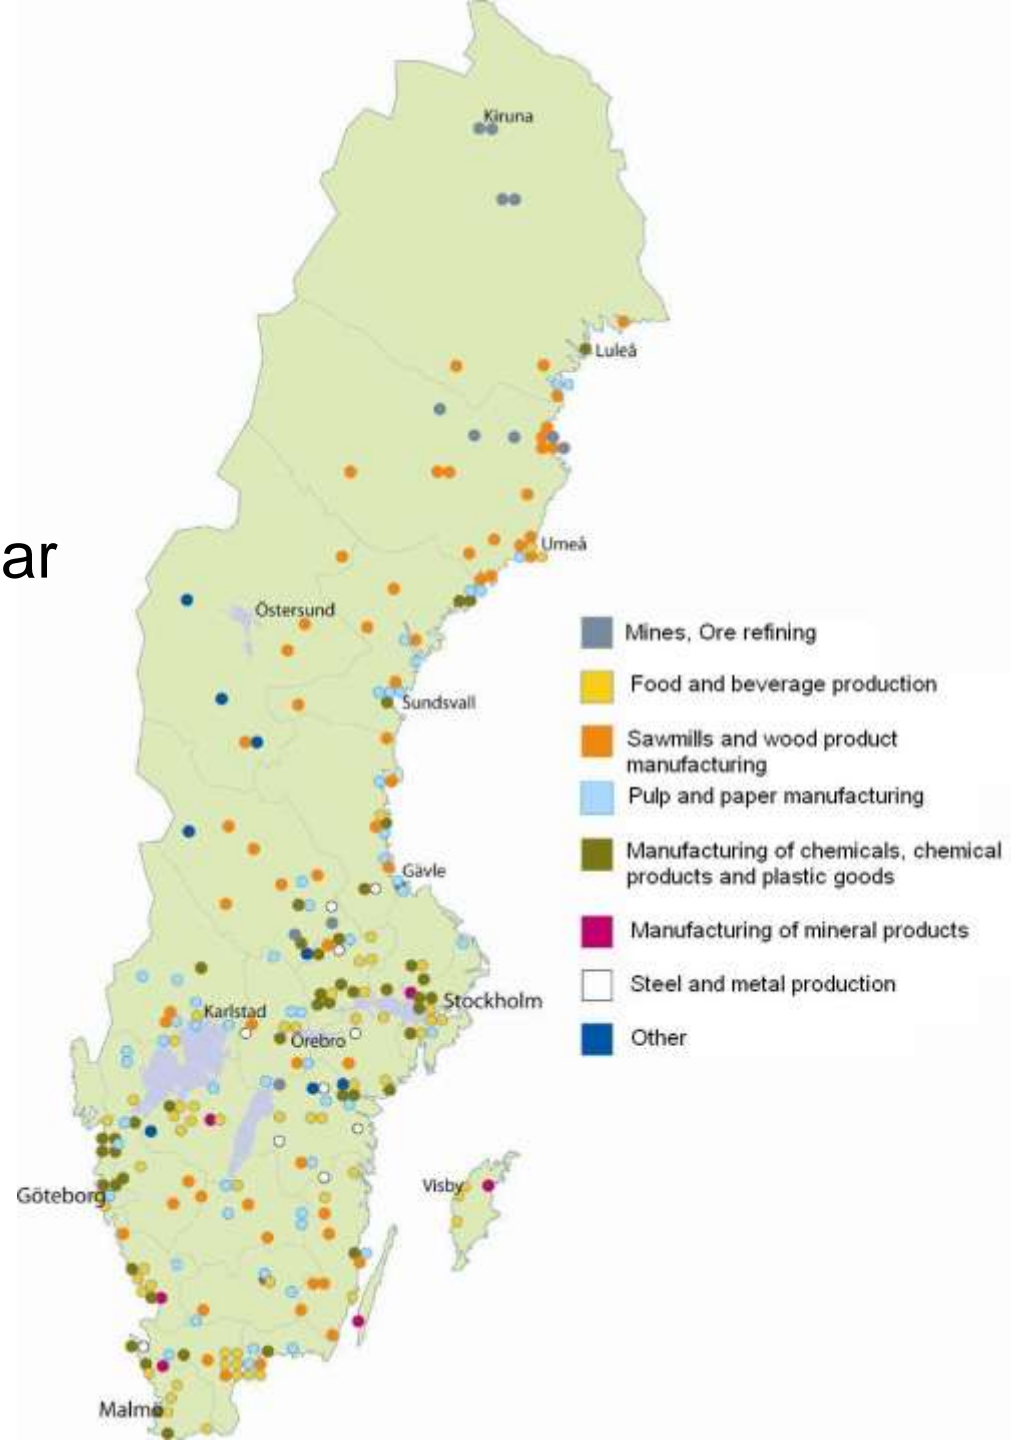 Kiruna
Luleå
ar
Umeå
Östersund
Mines, Ore refining
Food and beverage production
Sundsvall
Sawmills and wood product
manufacturing
Pulp and paper manufacturing
Manufacturing of chemicals, chemical
products and plastic goods
Gävle
Manufacturing of mineral products
Steel and metal production
Stockholm
Karlstad
Örebro
Other
Visby
Göteborg
Malmö